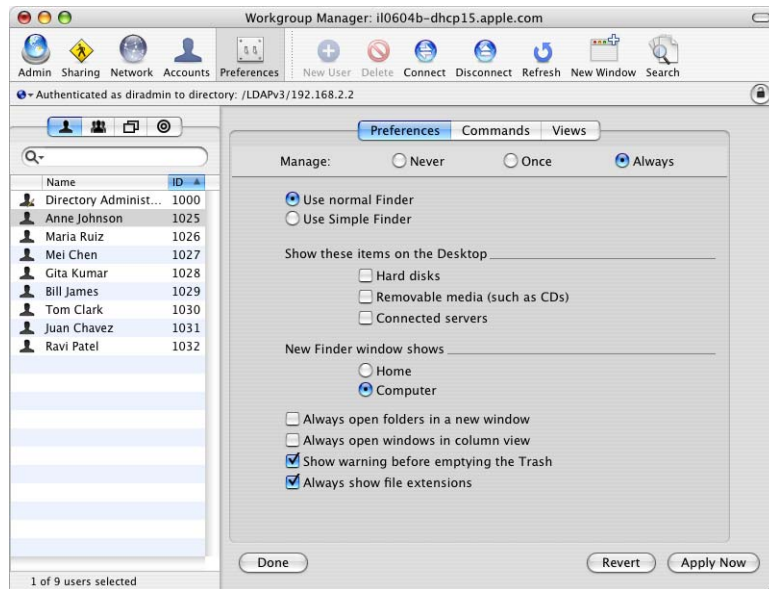 Workgroup Manager: il0604b-dhcp15.apple.com
Admin Sharing Network Accounts Preferences New User Delete Connect Disconnect Refresh New Window Search
Authenticated as diradmin to directory: /LDAPv3/192.168.2.2
Preferences Commands Views
Manage: Never Once Always
Name ID
Directory Administ... 1000
Anne Johnson 1025
Maria Ruiz 1026
Mei Chen 1027
Gita Kumar 1028
Bill James 1029
Tom Clark 1030
Juan Chavez 1031
Ravi Patel 1032
Use normal Finder
Use Simple Finder
Show these items on the Desktop
Hard disks
Removable media (such as CDs)
Connected servers
New Finder window shows
Home
Computer
Always open folders in a new window
Always open windows in column view
Show warning before emptying the Trash
Always show file extensions
Done Revert Apply Now
1 of 9 users selected